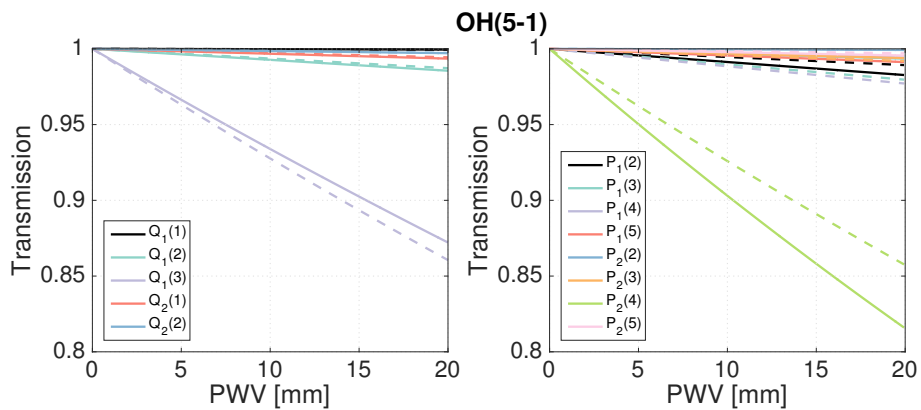 OH(5-1)
1
0.95
0.9
0.85
0.8
Transmission
0
5
10
15
20
PWV [mm]
Q1(1)
Q1(2)
Q1(3)
Q2(1)
Q2(2)
1
0.95
0.9
0.85
0.8
Transmission
0
5
10
15
20
PWV [mm]
P1(2)
P1(3)
P1(4)
P1(5)
P2(2)
P2(3)
P2(4)
P2(5)